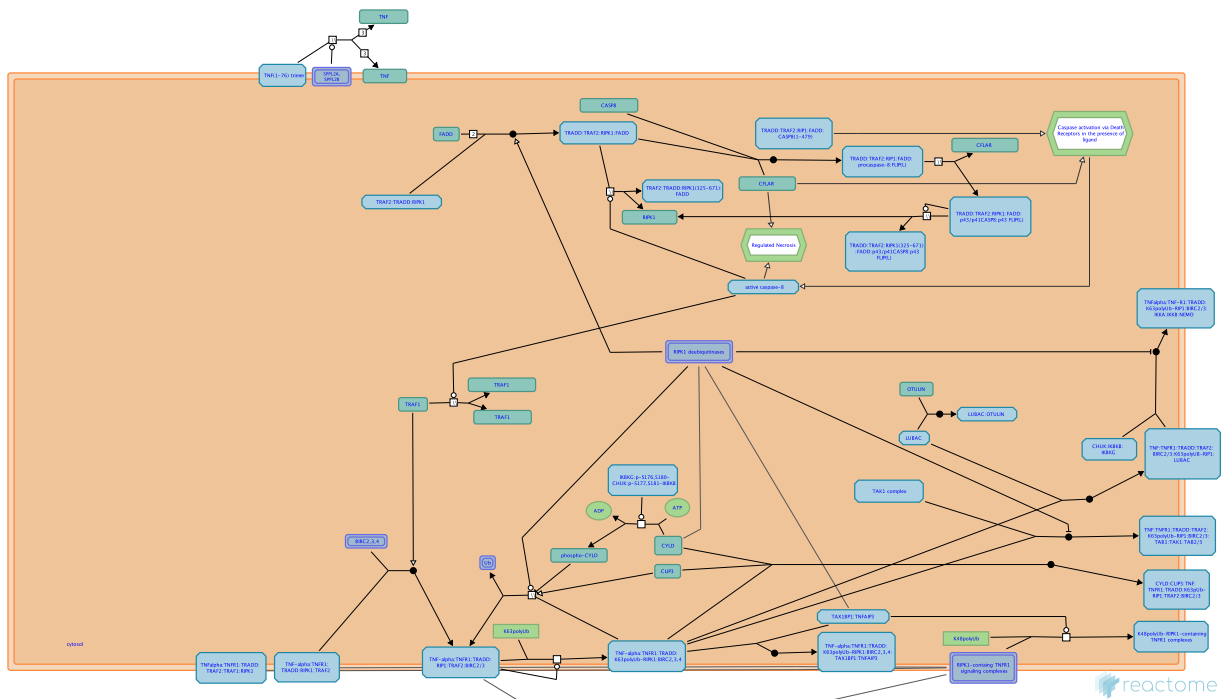 TNF
TNF(1-76) trimer
SPPL2A,
SPPL2B
TNF
3
3
CASP8
FADD
2
TRADD:TRAF2:RIPK1:FADD
TRADD:TRAF2:RIP1:FADD:
CASP8(1-479)
Caspase activation via Death
Receptors in the presence of
ligand
CFLAR
TRADD:TRAF2:RIP1:FADD:
procaspase-8:FLIP(L)
CFLAR
TRAF2:TRADD:RIPK1(325-671):
FADD
TRAF2:TRADD:RIPK1
RIPK1
TRADD:TRAF2:RIPK1:FADD:
p43/p41CASP8:p43 FLIP(L)
Regulated Necrosis
TRADD:TRAF2:RIPK1(325-671)
:FADD:p43/p41CASP8:p43
FLIP(L)
active caspase-8
TNFalpha:TNF-R1:TRADD:
K63polyUb-RIP1:BIRC2/3:
IKKA:IKKB:NEMO
RIPK1 deubiquitinases
TRAF1
TRAF1
TRAF1
OTULIN
LUBAC:OTULIN
LUBAC
CHUK:IKBKB:
IKBKG
TNF:TNFR1:TRADD:TRAF2:
BIRC2/3:K63polyUb-RIP1:
LUBAC
IKBKG:p-S176,S180-
CHUK:p-S177,S181-IKBKB
TAK1 complex
ADP
ATP
CYLD
phospho-CYLD
BIRC2,3,4
Ub
CLIP3
TNF:TNFR1:TRADD:TRAF2:
K63polyUb-RIP1:BIRC2/3:
TAB1:TAK1:TAB2/3
CYLD:CLIP3:TNF:
TNFR1:TRADD:K63pUb-
RIP1:TRAF2:BIRC2/3
TAX1BP1:TNFAIP3
K63polyUb
K48polyUb
K48polyUb-RIPK1-containing
TNFR1 complexes
cytosol
TNFalpha:TNFR1:TRADD:
TRAF2:TRAF1:RIPK1
TNF-alpha:TNFR1:
TRADD:RIPK1:TRAF2
TNF-alpha:TNFR1:TRADD:
RIP1:TRAF2:BIRC2/3
TNF-alpha:TNFR1:TRADD:
K63polyUb-RIPK1:BIRC2,3,4
TNF-alpha:TNFR1:TRADD:
K63polyUb-RIPK1:BIRC2,3,4:
TAX1BP1:TNFAIP3
RIPK1-containg TNFR1
signaling complexes
reactome